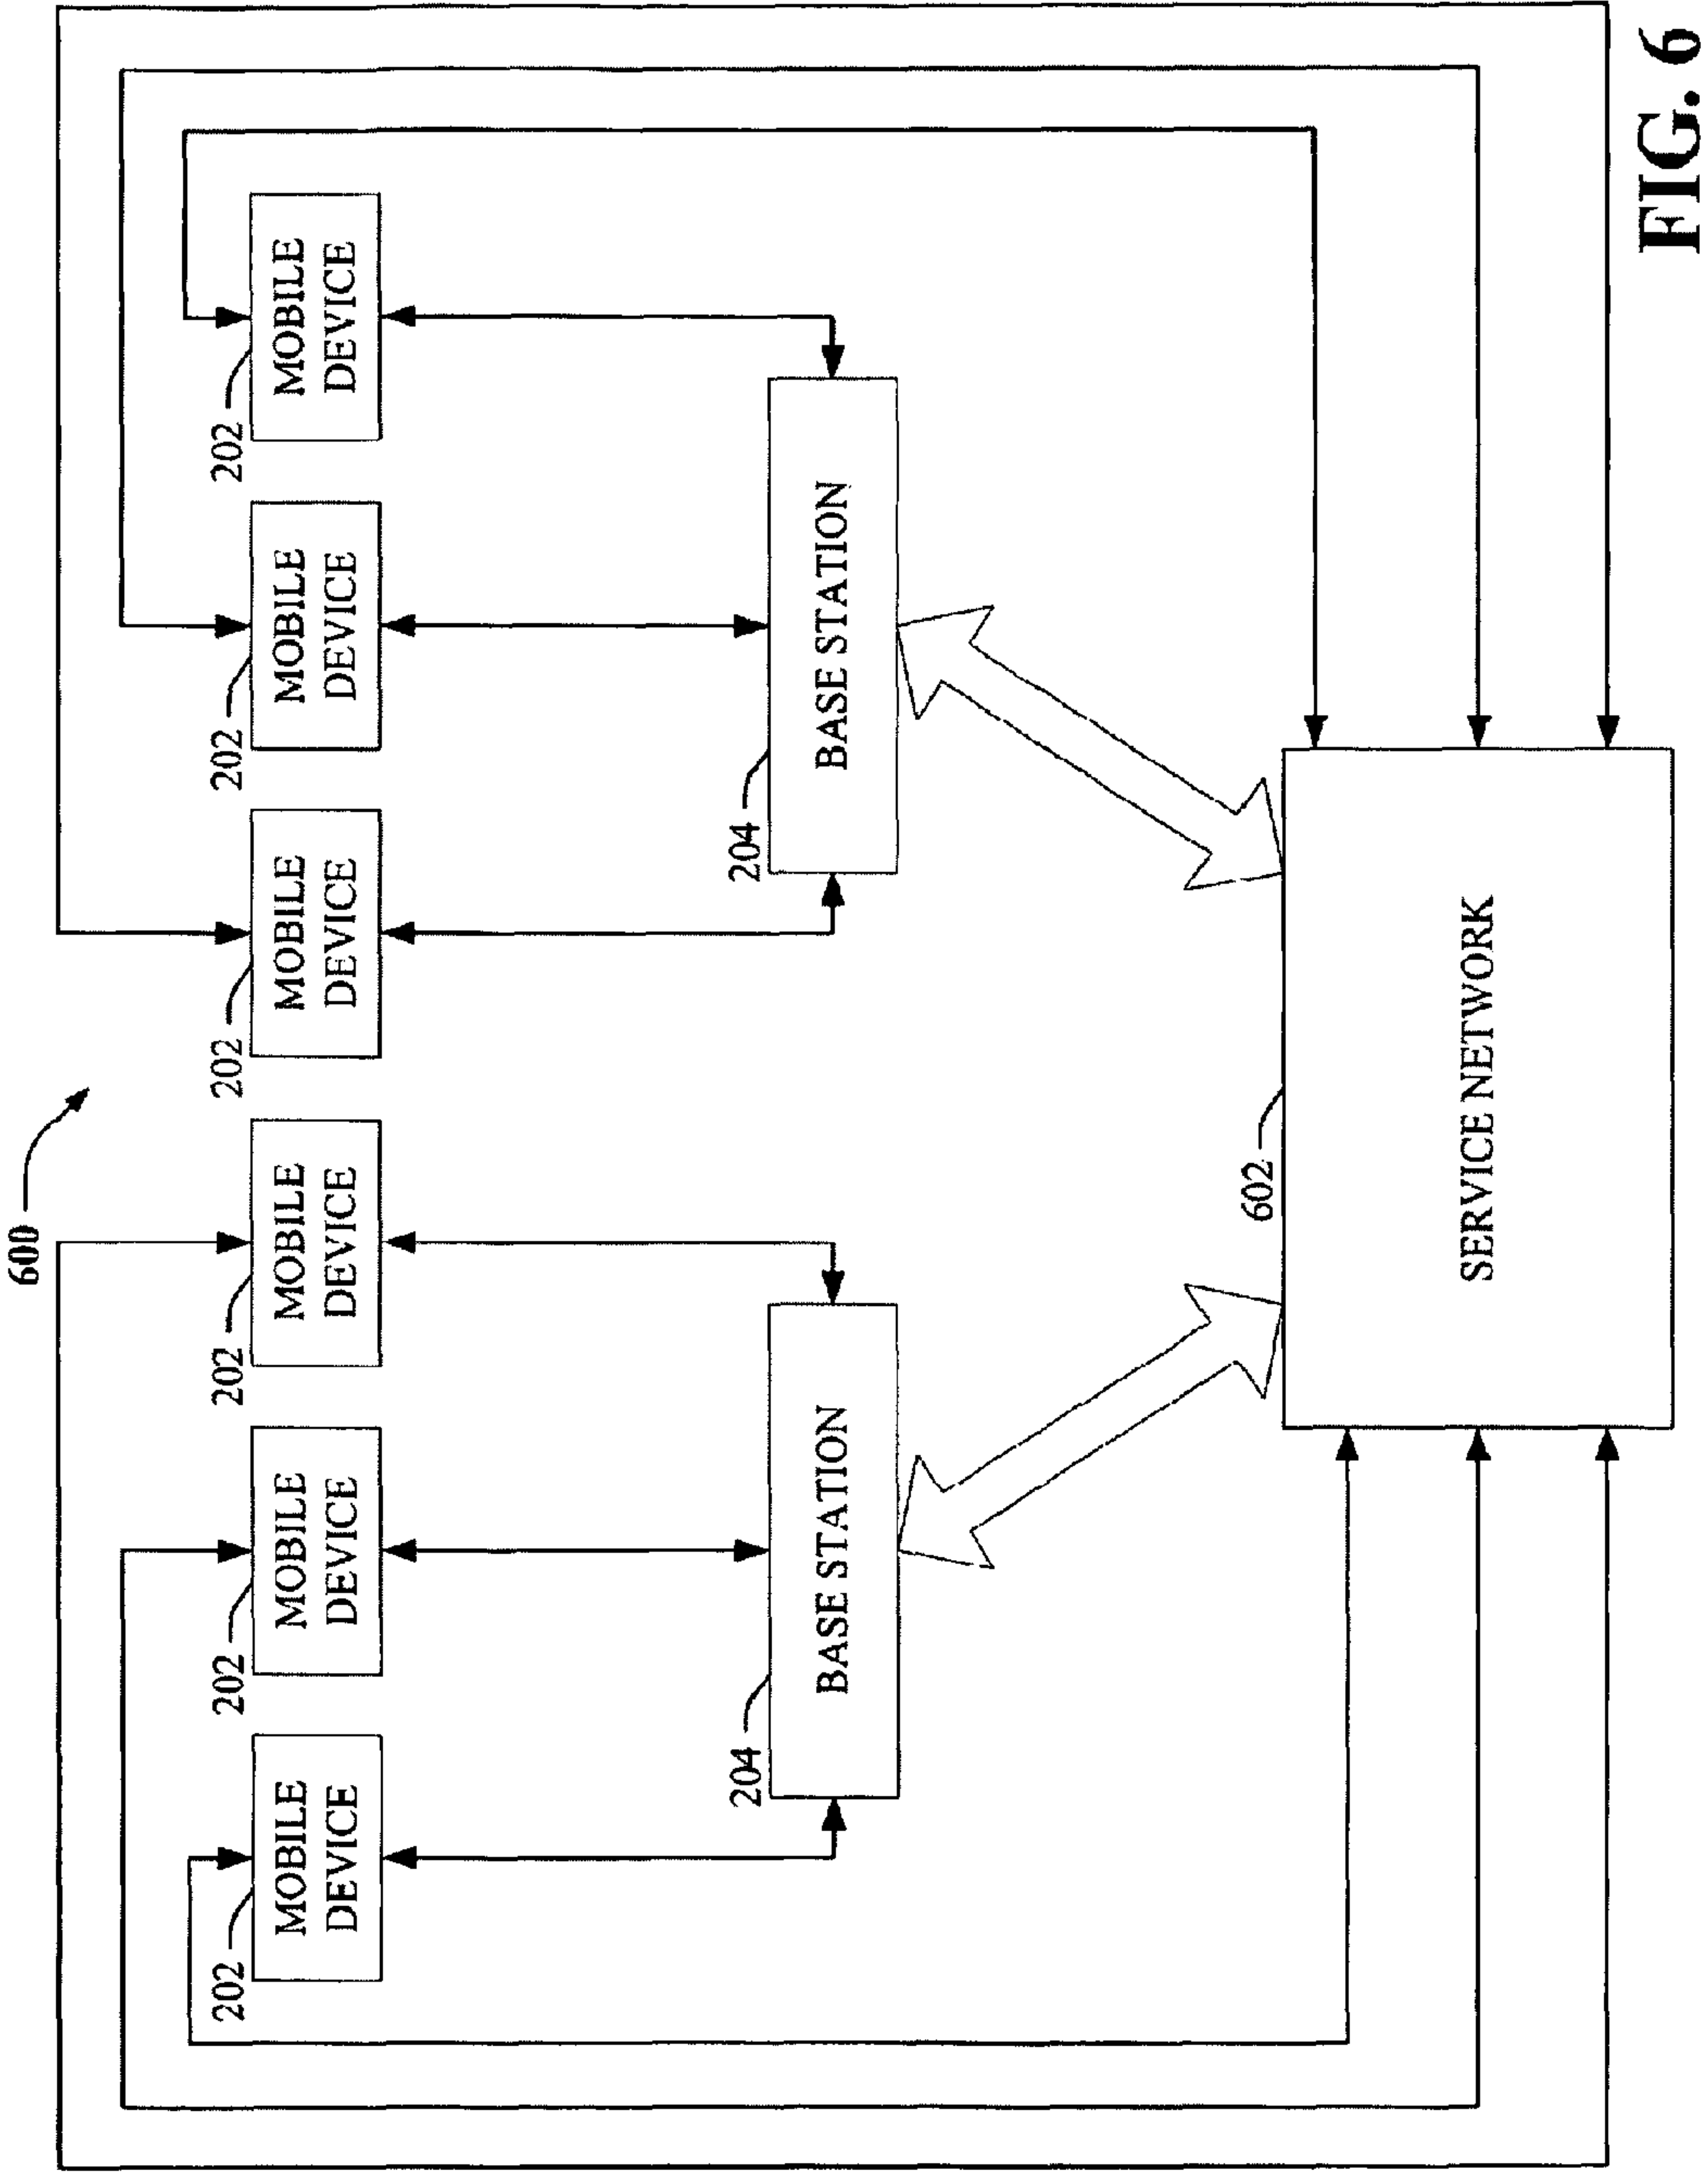 600
202
202
202
202
202
202
MOBILE
DEVICE
MOBILE
DEVICE
MOBILE
DEVICE
MOBILE
DEVICE
MOBILE
DEVICE
MOBILE
DEVICE
204
204
BASE STATION
BASE STATION
602
SERVICE NETWORK
FIG. 6